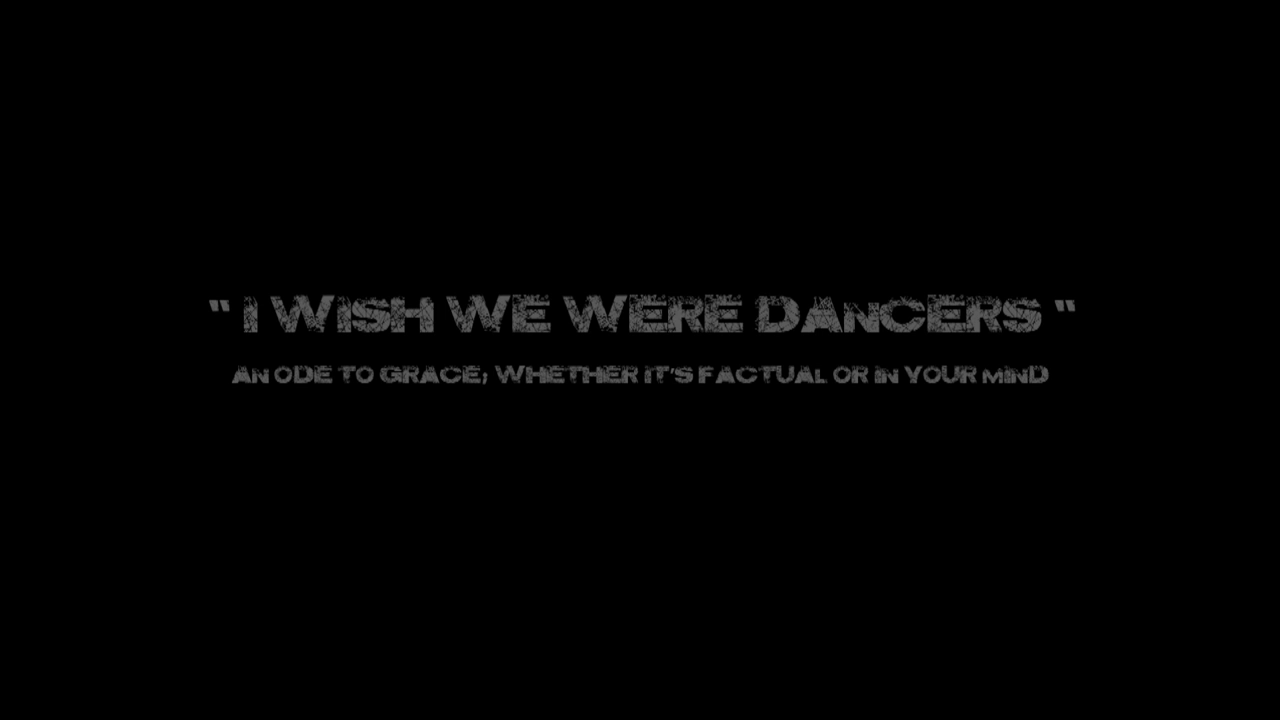 " I WISH WE WERE DANCERS "
AN ODE TO GRACE; WHETHER IT'S FACTUAL OR IN YOUR MIND